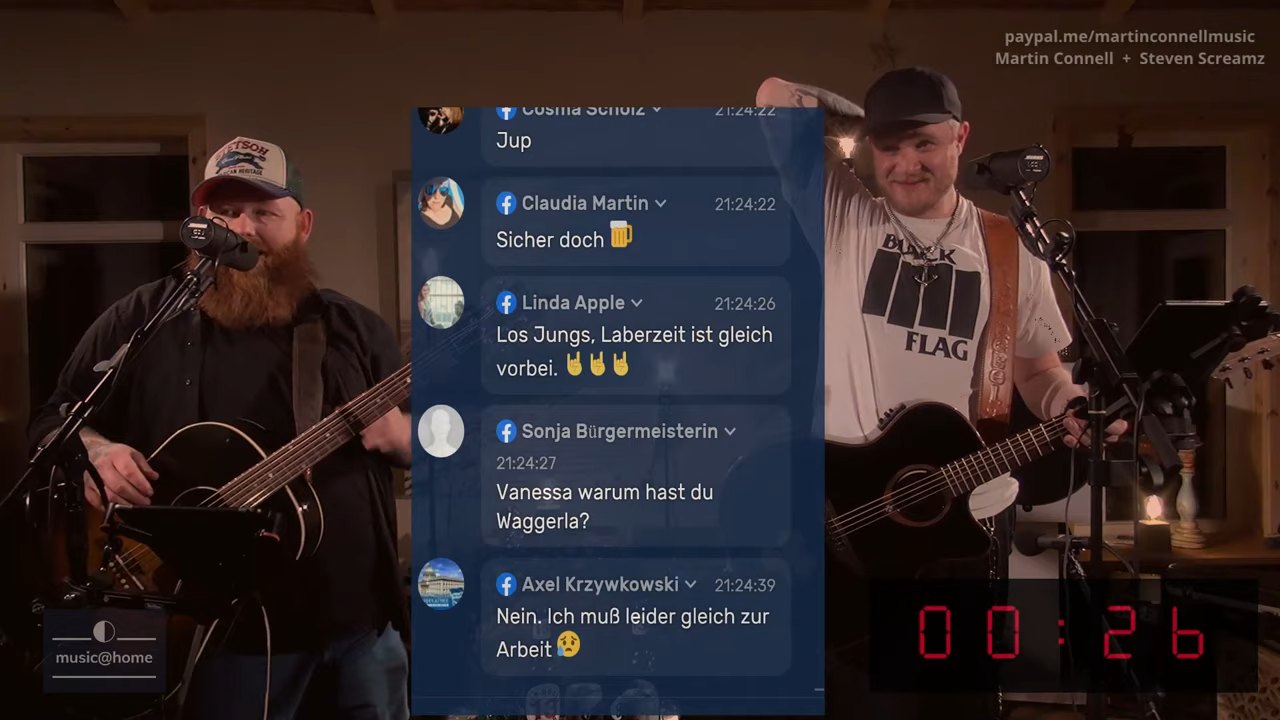 paypal.me/martinconnellmusic
Martin Connell + Steven Screamz
STETSON
Cosma Scholz 21:24:22
Jup
Claudia Martin 21:24:22
Sicher doch 🍺
Linda Apple 21:24:26
Los Jungs, Laberzeit ist gleich
vorbei. 🤘🤘🤘
Sonja Bürgermeisterin
21:24:27
Vanessa warum hast du
Waggerla?
Axel Krzywkowski 21:24:39
Nein. Ich muß leider gleich zur
Arbeit 😥
BLACK
FLAG
music@home
00:26